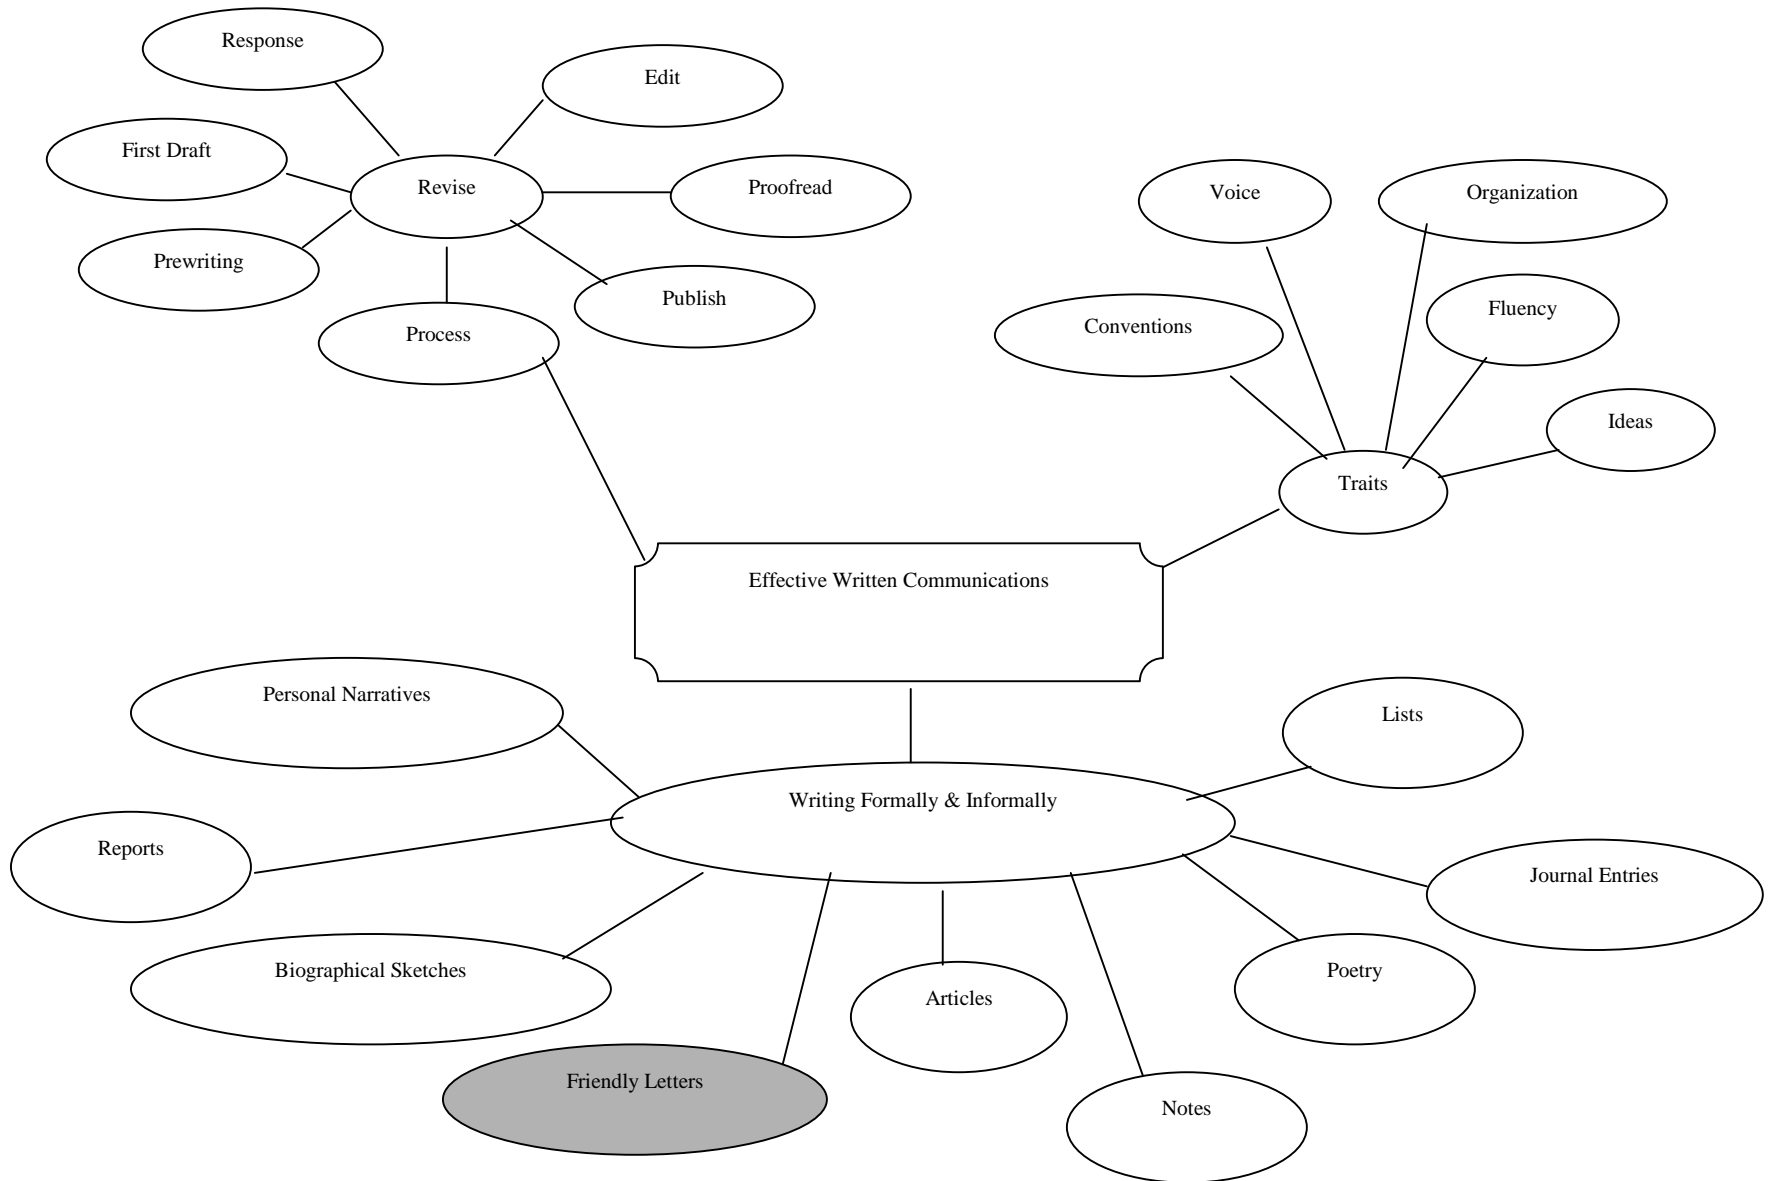 Response
Edit
First Draft
Revise
Proofread
Voice
Organization
Prewriting
Publish
Process
Conventions
Fluency
Ideas
Traits
Effective Written Communications
Personal Narratives
Lists
Writing Formally & Informally
Reports
Journal Entries
Biographical Sketches
Poetry
Articles
Friendly Letters
Notes